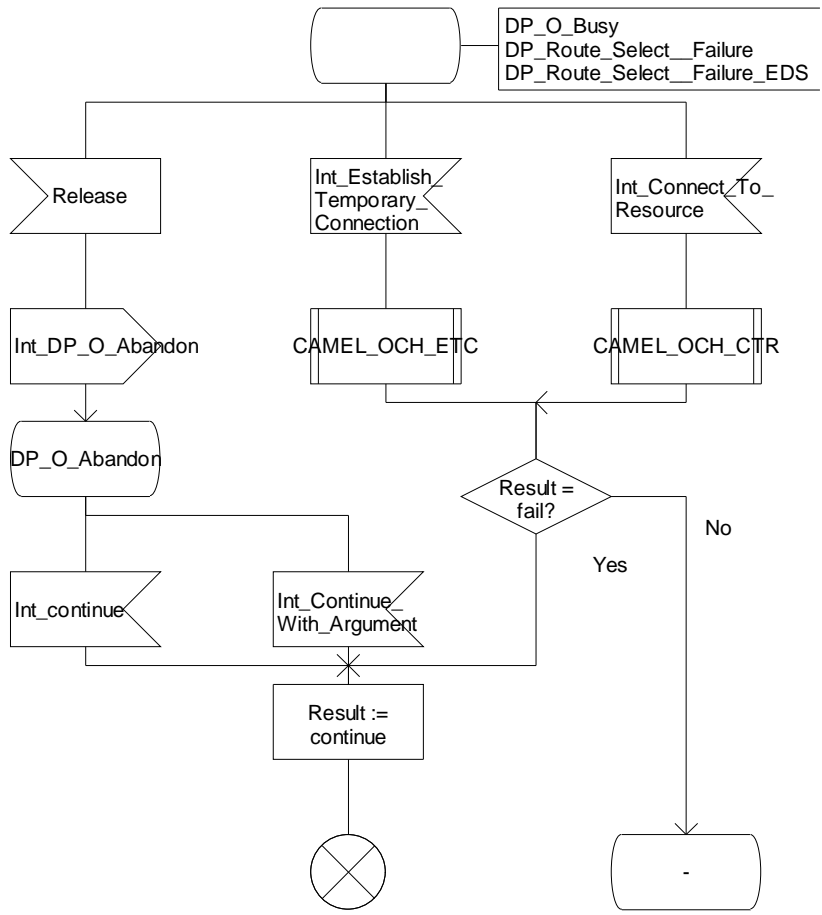 DP_O_Busy
DP_Route_Select__Failure
DP_Route_Select__Failure_EDS
Release
Int_Establish_
Temporary_
Connection
Int_Connect_To_
Resource
Int_DP_O_Abandon
CAMEL_OCH_ETC
CAMEL_OCH_CTR
DP_O_Abandon
Result =
fail?
No
Yes
Int_continue
Int_Continue_
With_Argument
Result :=
continue
-